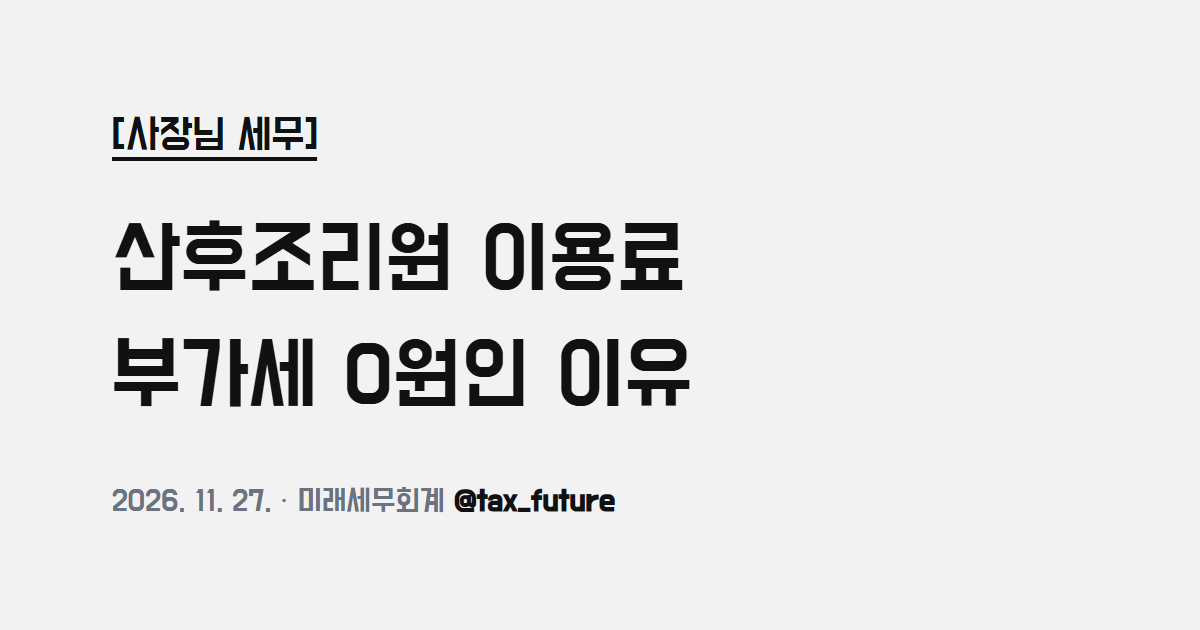 [사장님 세무]
산후조리원 이용료
부가세 0원인 이유
2026. 11. 27. · 미래세무회계 @tax_future